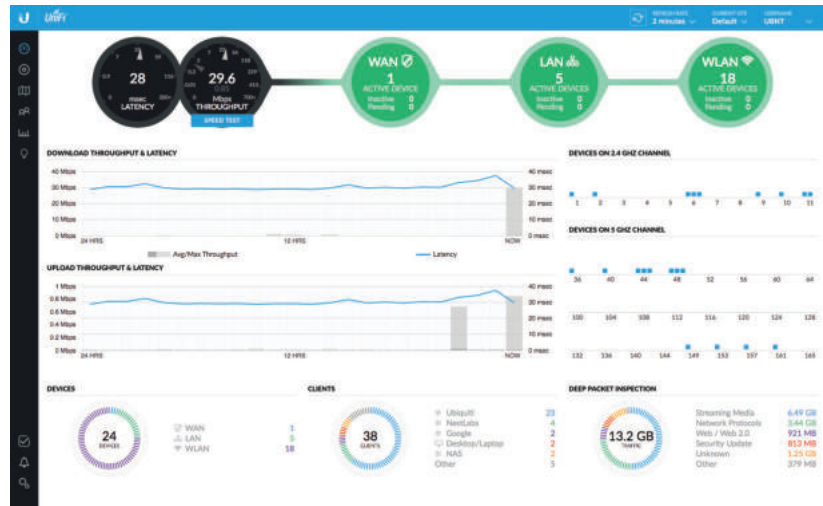 UniFi
REFRESH RATE
2 minutes
CURRENT SITE
Default
USERNAME
UBNT
28
msec
LATENCY
29.6
0.85
Mbps
THROUGHPUT
SPEED TEST
WAN
1
ACTIVE DEVICE
Inactive 0
Pending 0
LAN
5
ACTIVE DEVICES
Inactive 0
Pending 0
WLAN
18
ACTIVE DEVICES
Inactive 0
Pending 0
DOWNLOAD THROUGHPUT & LATENCY
40 Mbps
30 Mbps
20 Mbps
10 Mbps
0 Mbps
40 msec
30 msec
20 msec
10 msec
0 msec
24 HRS 12 HRS NOW
Avg/Max Throughput Latency
UPLOAD THROUGHPUT & LATENCY
1 Mbps
0.8 Mbps
0.6 Mbps
0.4 Mbps
0.2 Mbps
0 Mbps
40 msec
30 msec
20 msec
10 msec
0 msec
24 HRS 12 HRS NOW
DEVICES ON 2.4 GHZ CHANNEL
1 2 3 4 5 6 7 8 9 10 11
DEVICES ON 5 GHZ CHANNEL
36 40 44 48 52 56 60 64
100 104 108 112 116 120 124 128
132 136 140 144 149 153 157 161 165
DEVICES
24
DEVICES
WAN 1
LAN 5
WLAN 18
CLIENTS
38
CLIENTS
Ubiquiti 23
NextLabs 4
Google 2
Desktop/Laptop 2
NAS 2
Other 5
DEEP PACKET INSPECTION
13.2 GB
TRAFFIC
Streaming Media 6.49 GB
Network Protocols 3.44 GB
Web / Web 2.0 921 MB
Security Update 813 MB
Unknown 1.25 GB
Other 379 MB